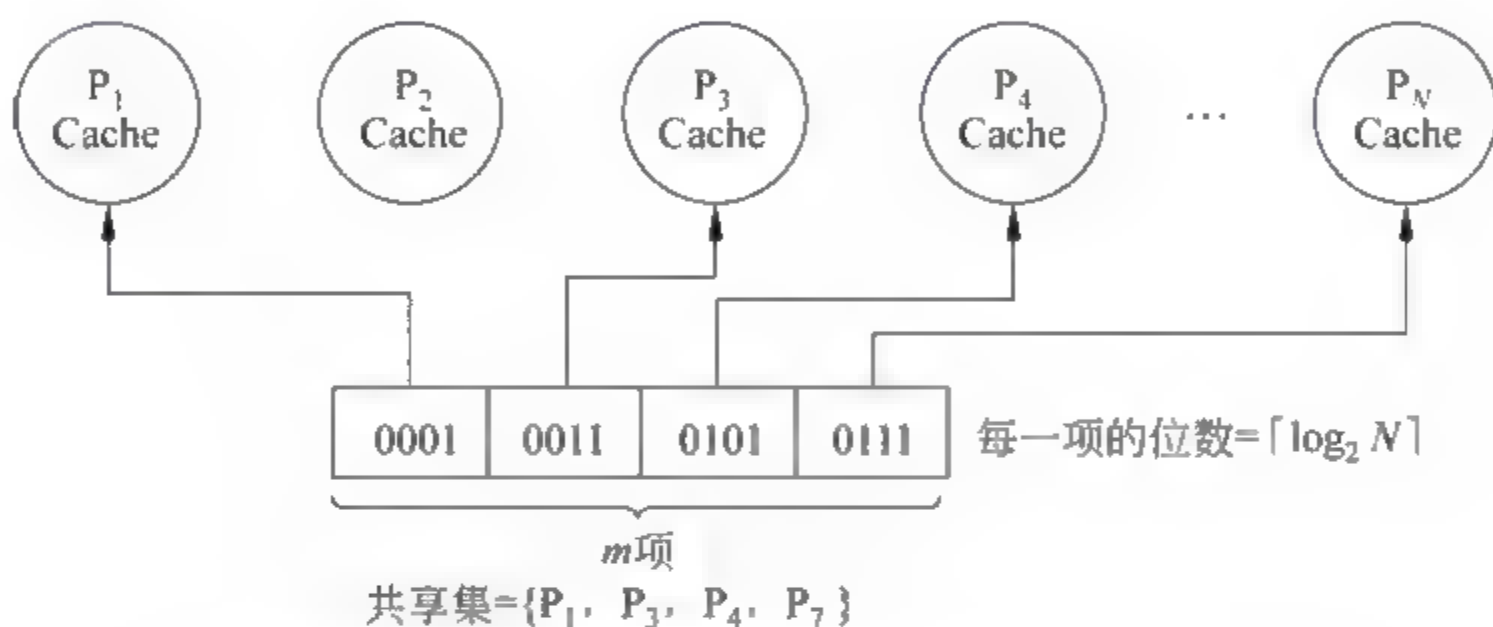 P₁ P₂ P₃ P₄ … P_N
Cache Cache Cache Cache Cache
0001 0011 0101 0111 每一项的位数=⌈log₂ N⌉
m项
共享集={P₁, P₃, P₄, P₇}